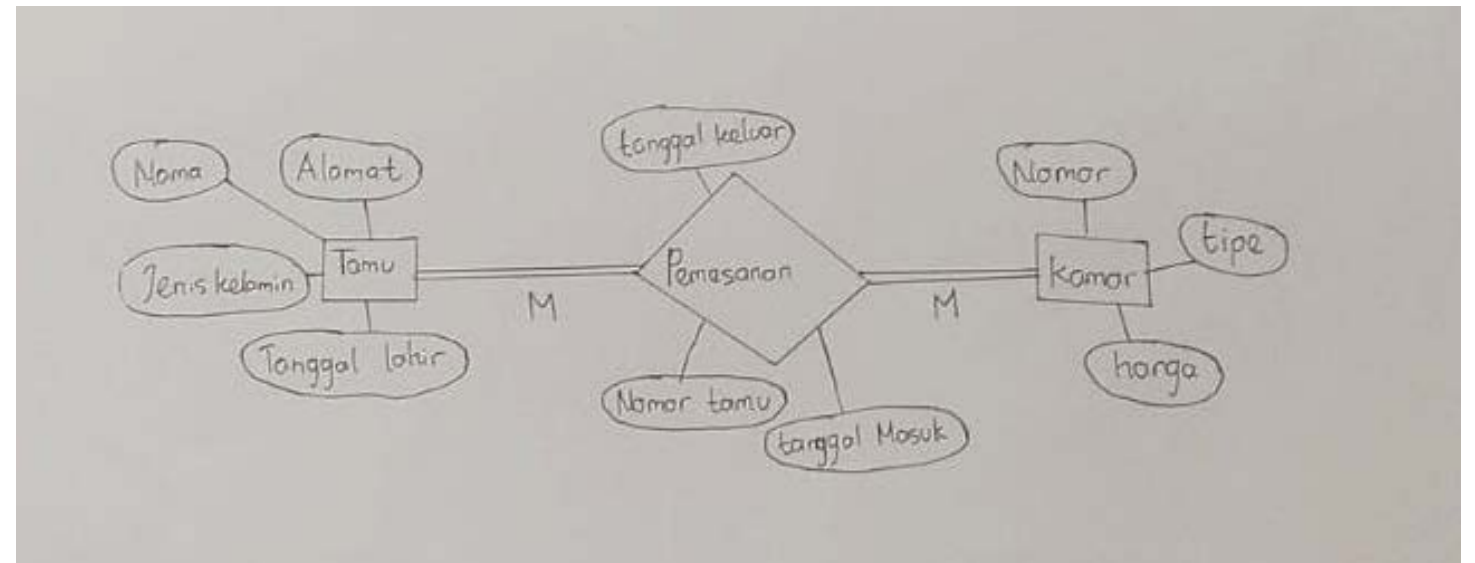 tanggal keluar
Nama
Alamat
Nomor
tipe
Tamu
Pemesanan
Kamar
Jenis kelamin
M
M
Tanggal lahir
harga
Nomor tamu
tanggal Masuk